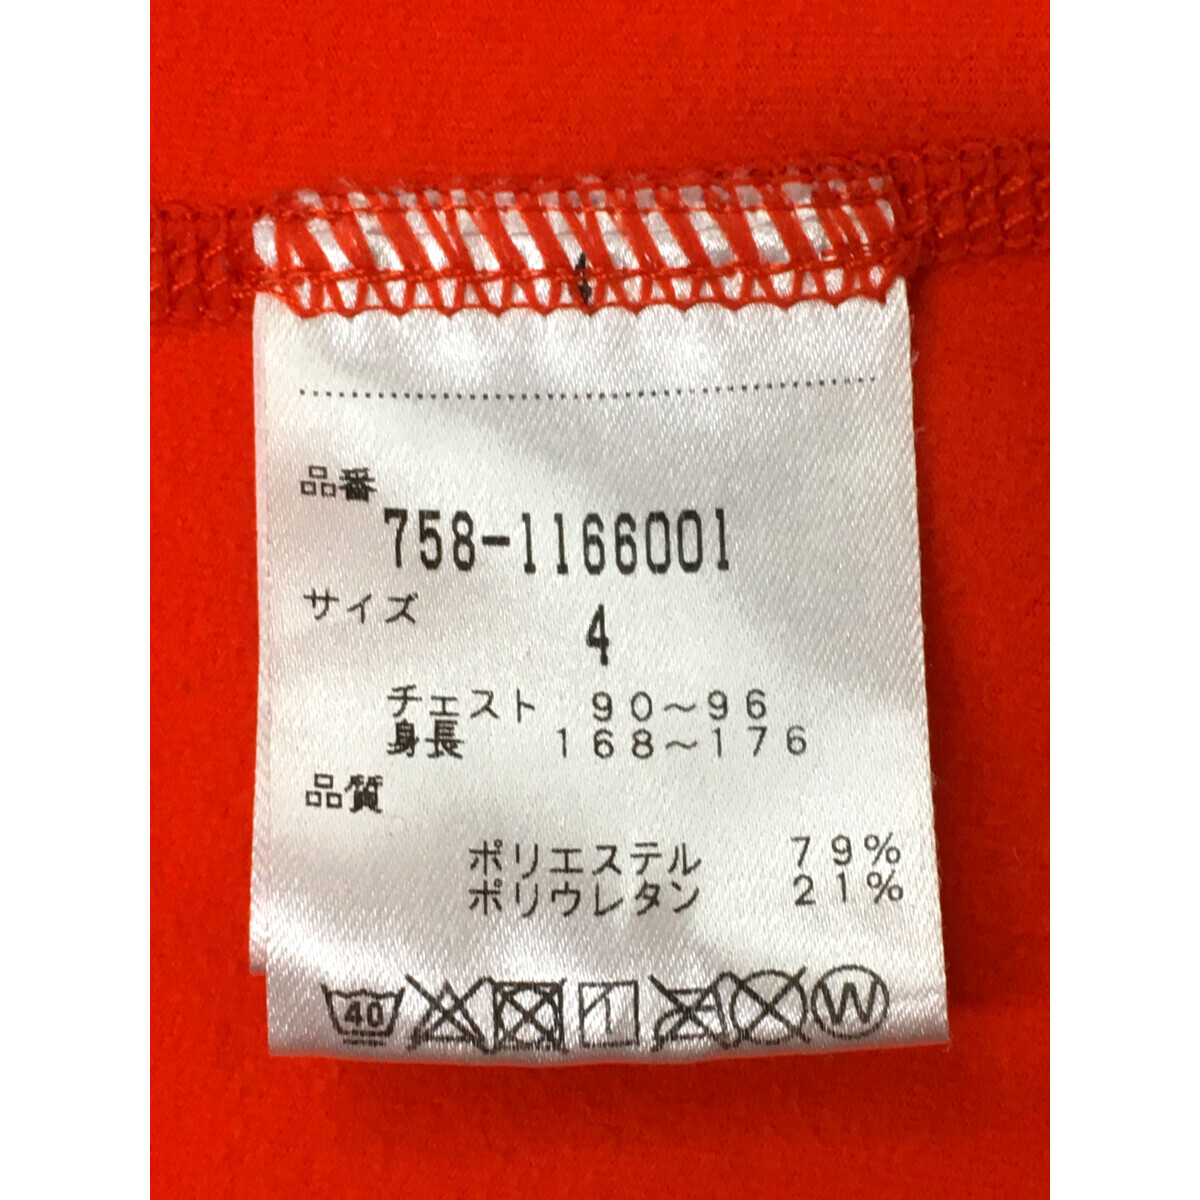 品番
758-1166001
サイズ
4
チェスト 90～96
身長 168～176
品質
ポリエステル 79%
ポリウレタン 21%
40 W